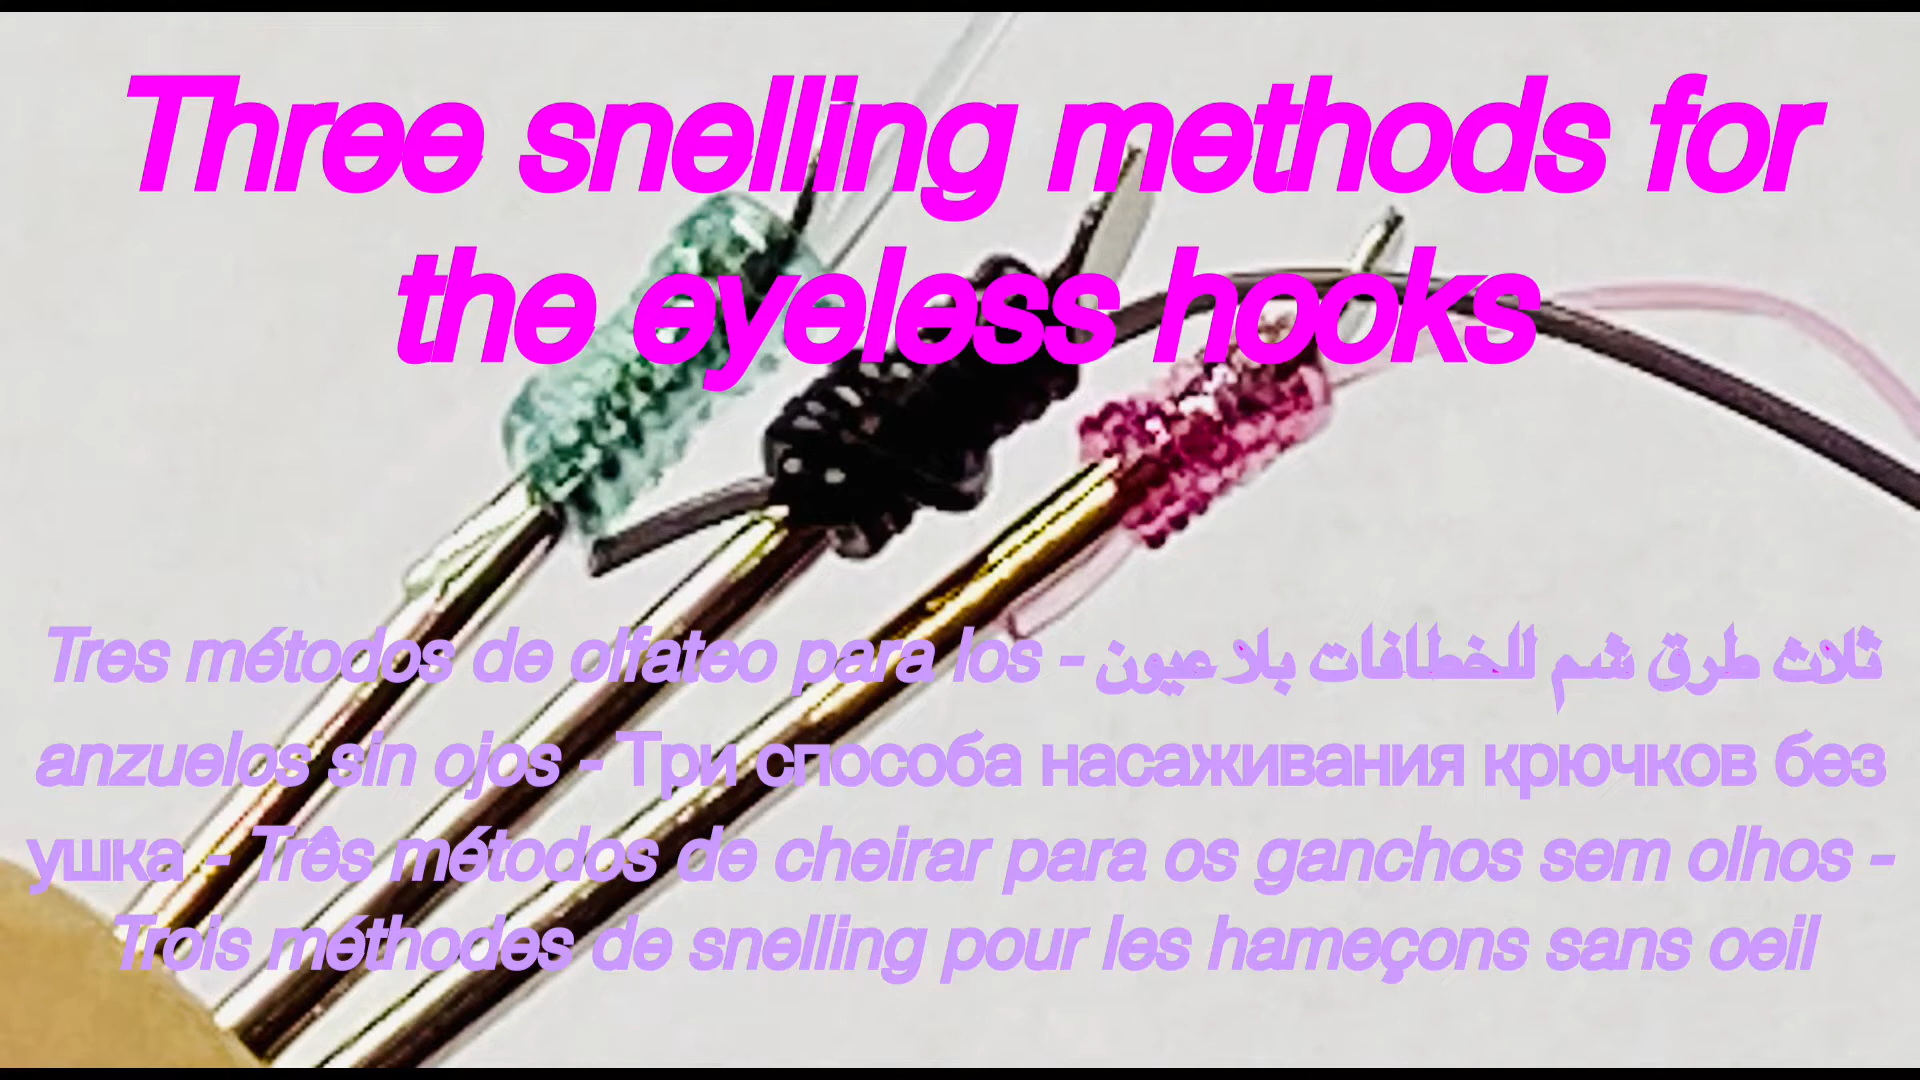 Three snelling methods for
the eyeless hooks
ثلاث طرق شم للخطافات بلا عيون - Tres métodos de olfateo para los
anzuelos sin ojos - Три способа насаживания крючков без
ушка - Três métodos de cheirar para os ganchos sem olhos -
Trois méthodes de snelling pour les hameçons sans oeil